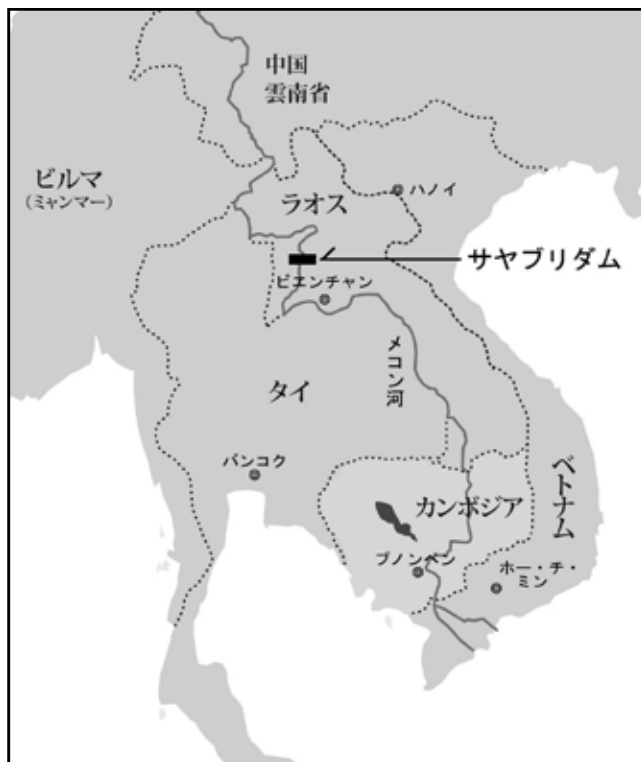 中国
雲南省
ビルマ
（ミャンマー）
ハノイ
ラオス
サヤブリダム
ビエンチャン
メコン河
タイ
バンコク
カンボジア
ベトナム
プノンペン
ホー・チ・
ミン